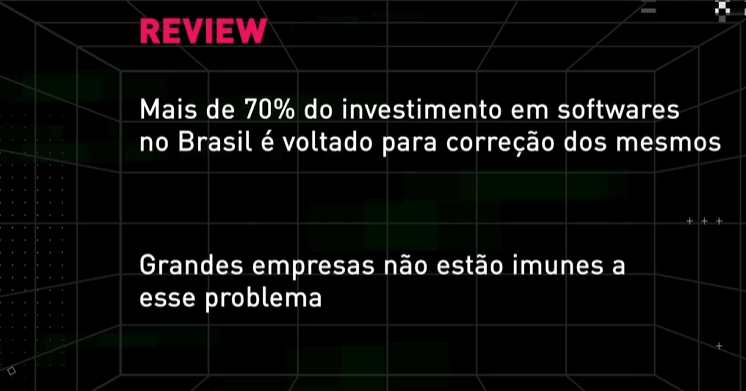 REVIEW
Mais de 70% do investimento em softwares
no Brasil é voltado para correção dos mesmos
Grandes empresas não estão imunes a
esse problema